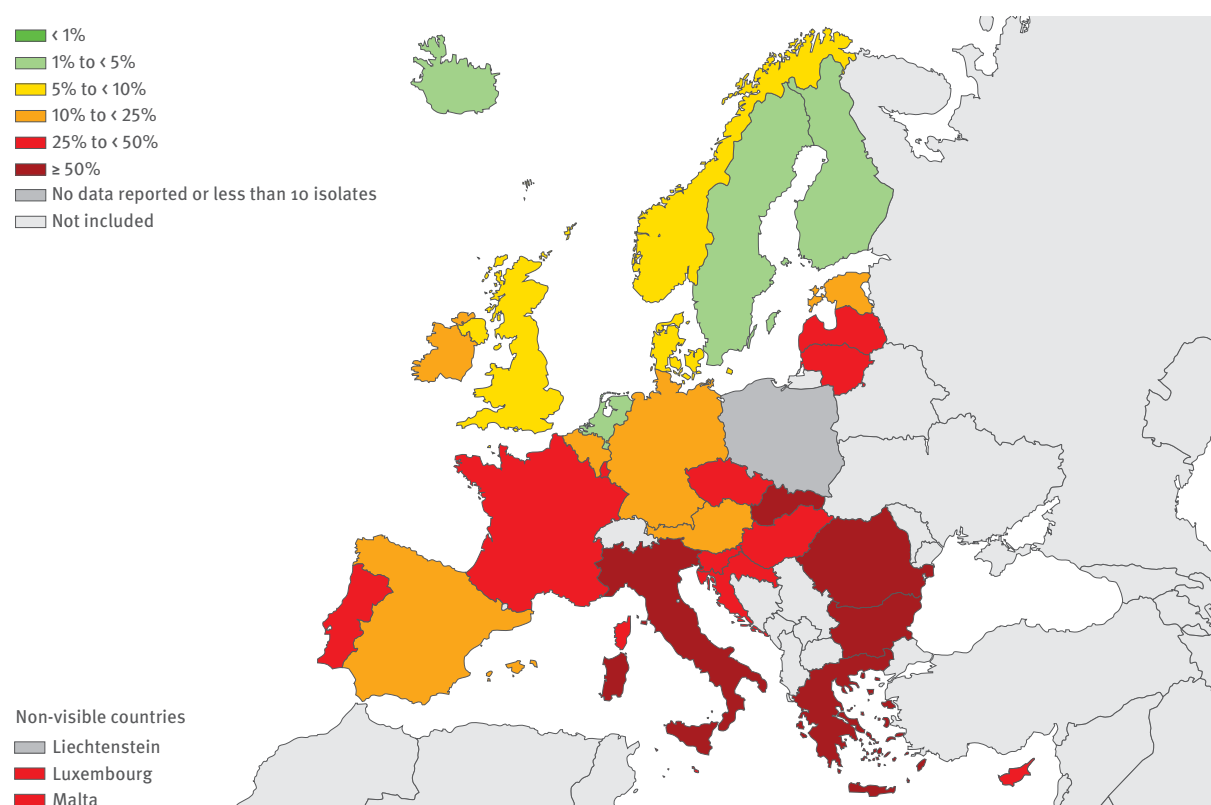 < 1%
1% to < 5%
5% to < 10%
10% to < 25%
25% to < 50%
≥ 50%
No data reported or less than 10 isolates
Not included
Non-visible countries
Liechtenstein
Luxembourg
Malta